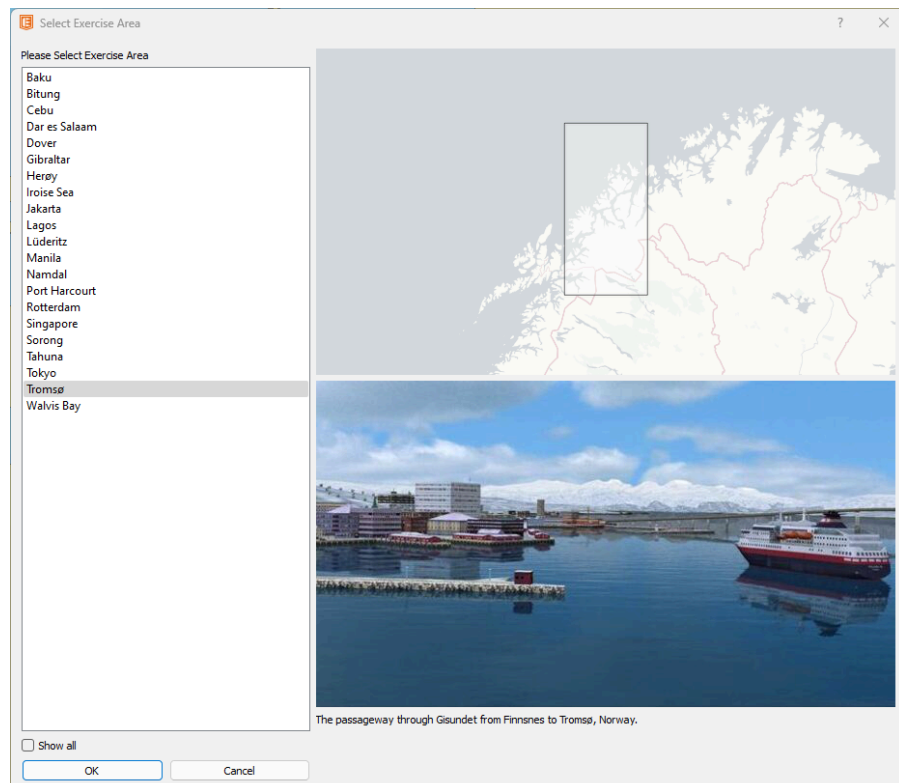 Select Exercise Area
Please Select Exercise Area
Baku
Bitung
Cebu
Dar es Salaam
Dover
Gibraltar
Herøy
Iroise Sea
Jakarta
Lagos
Lüderitz
Manila
Namdal
Port Harcourt
Rotterdam
Singapore
Sorong
Tahuna
Tokyo
Tromsø
Walvis Bay
The passageway through Gisundet from Finnsnes to Tromsø, Norway.
Show all
OK
Cancel